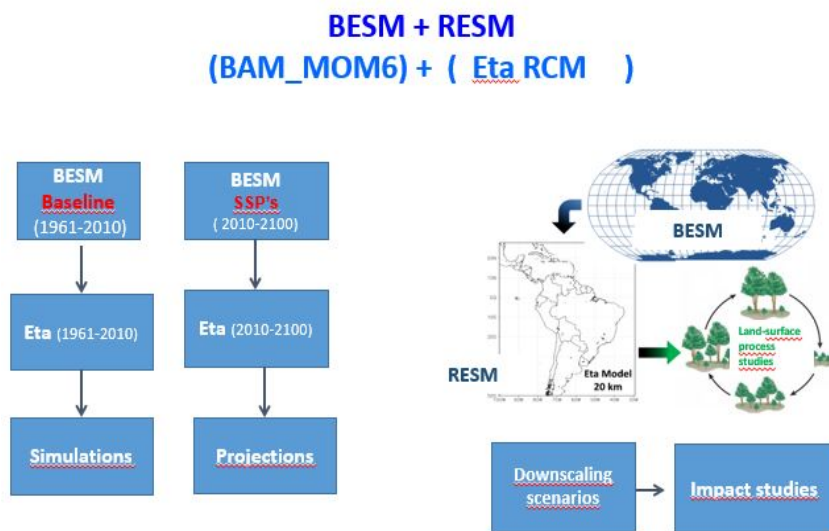 BESM + RESM
(BAM_MOM6) + ( Eta RCM )
BESM
Baseline
(1961-2010)
BESM
SSP's
( 2010-2100)
Eta (1961-2010)
Eta (2010-2100)
Simulations
Projections
BESM
RESM
Eta Model
20 km
Land-surface
process
studies
Downscaling
scenarios
Impact studies